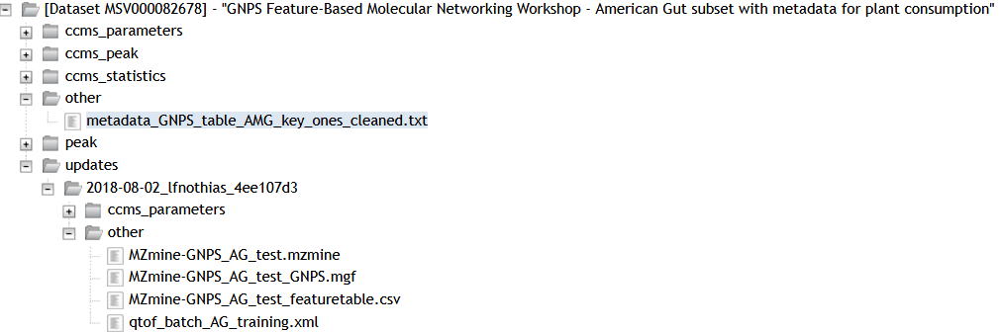 [Dataset MSV000082678] - "GNPS Feature-Based Molecular Networking Workshop - American Gut subset with metadata for plant consumption"
ccms_parameters
ccms_peak
ccms_statistics
other
metadata_GNPS_table_AMG_key_ones_cleaned.txt
peak
updates
2018-08-02_lfnothias_4ee107d3
ccms_parameters
other
MZmine-GNPS_AG_test.mzmine
MZmine-GNPS_AG_test_GNPS.mgf
MZmine-GNPS_AG_test_featuretable.csv
qtof_batch_AG_training.xml